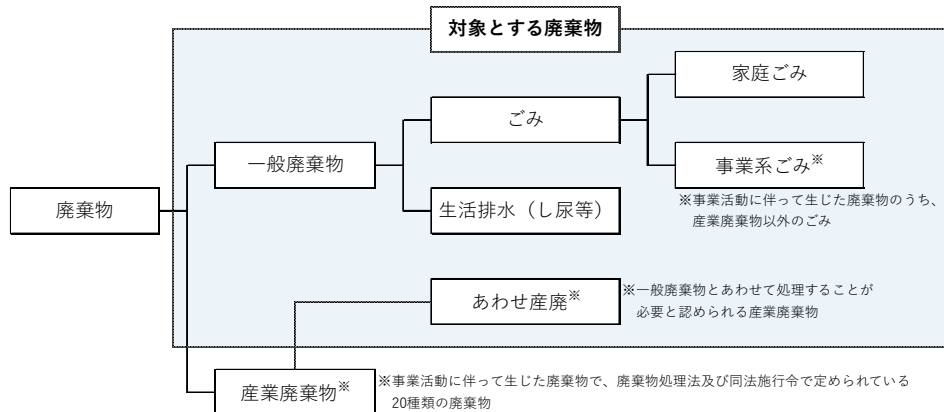 対象とする廃棄物
家庭ごみ
ごみ
一般廃棄物
事業系ごみ※
廃棄物
生活排水（し尿等）
※事業活動に伴って生じた廃棄物のうち、
産業廃棄物以外のごみ
あわせ産廃※
※一般廃棄物とあわせて処理することが
必要と認められる産業廃棄物
産業廃棄物※
※事業活動に伴って生じた廃棄物で、廃棄物処理法及び同法施行令で定められている
20種類の廃棄物